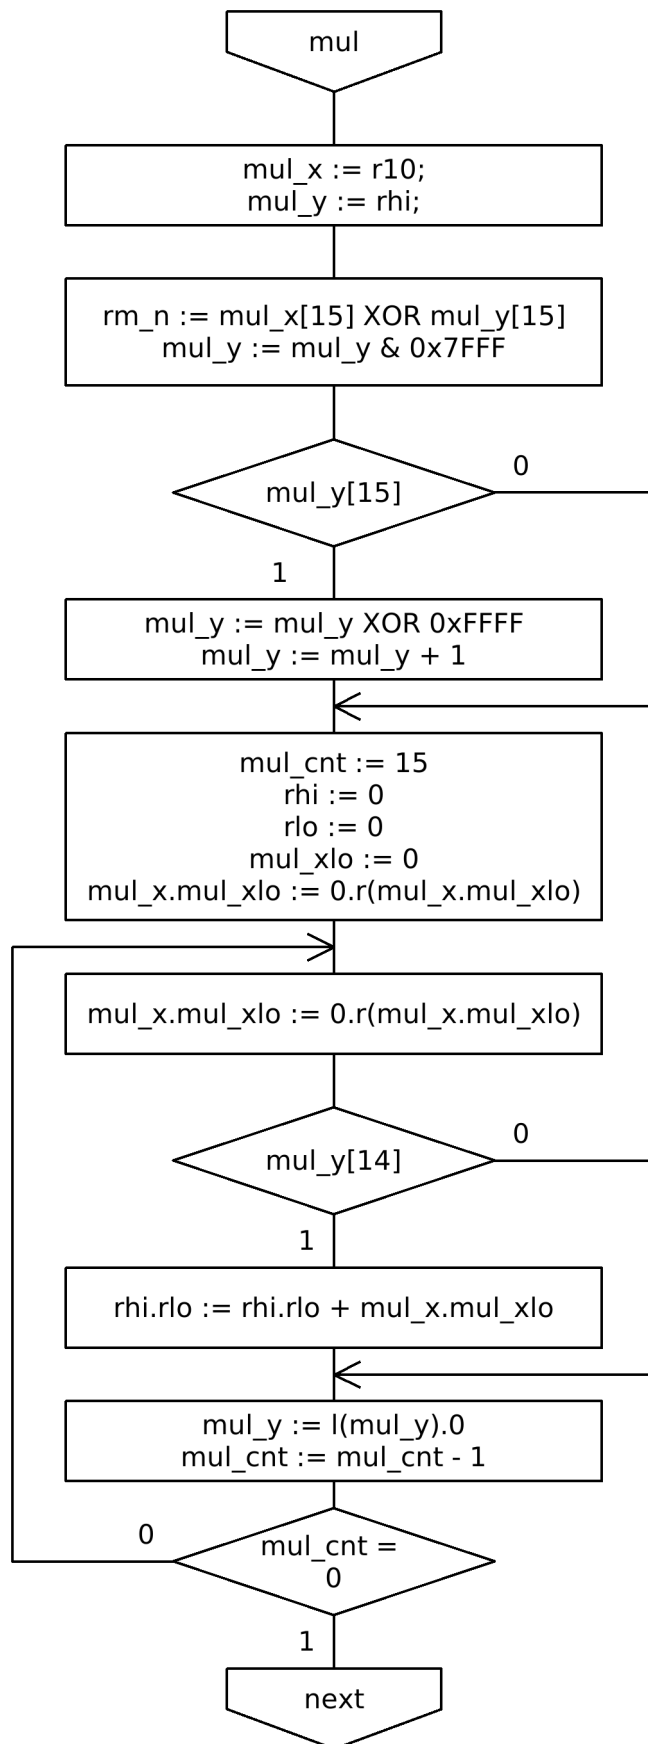 mul
mul_x := r10;
mul_y := rhi;
rm_n := mul_x[15] XOR mul_y[15]
mul_y := mul_y & 0x7FFF
0
mul_y[15]
1
mul_y := mul_y XOR 0xFFFF
mul_y := mul_y + 1
mul_cnt := 15
rhi := 0
rlo := 0
mul_xlo := 0
mul_x.mul_xlo := 0.r(mul_x.mul_xlo)
mul_x.mul_xlo := 0.r(mul_x.mul_xlo)
0
mul_y[14]
1
rhi.rlo := rhi.rlo + mul_x.mul_xlo
mul_y := l(mul_y).0
mul_cnt := mul_cnt - 1
0
mul_cnt =
0
1
next